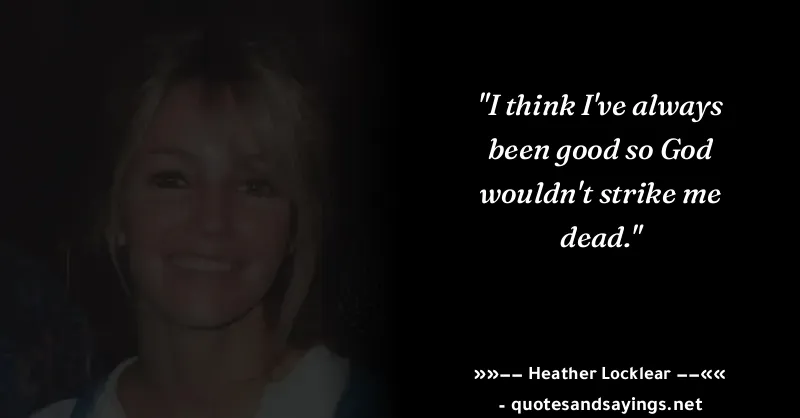 "I think I've always
been good so God
wouldn't strike me
dead."
»»−− Heather Locklear −−««
- quotesandsayings.net